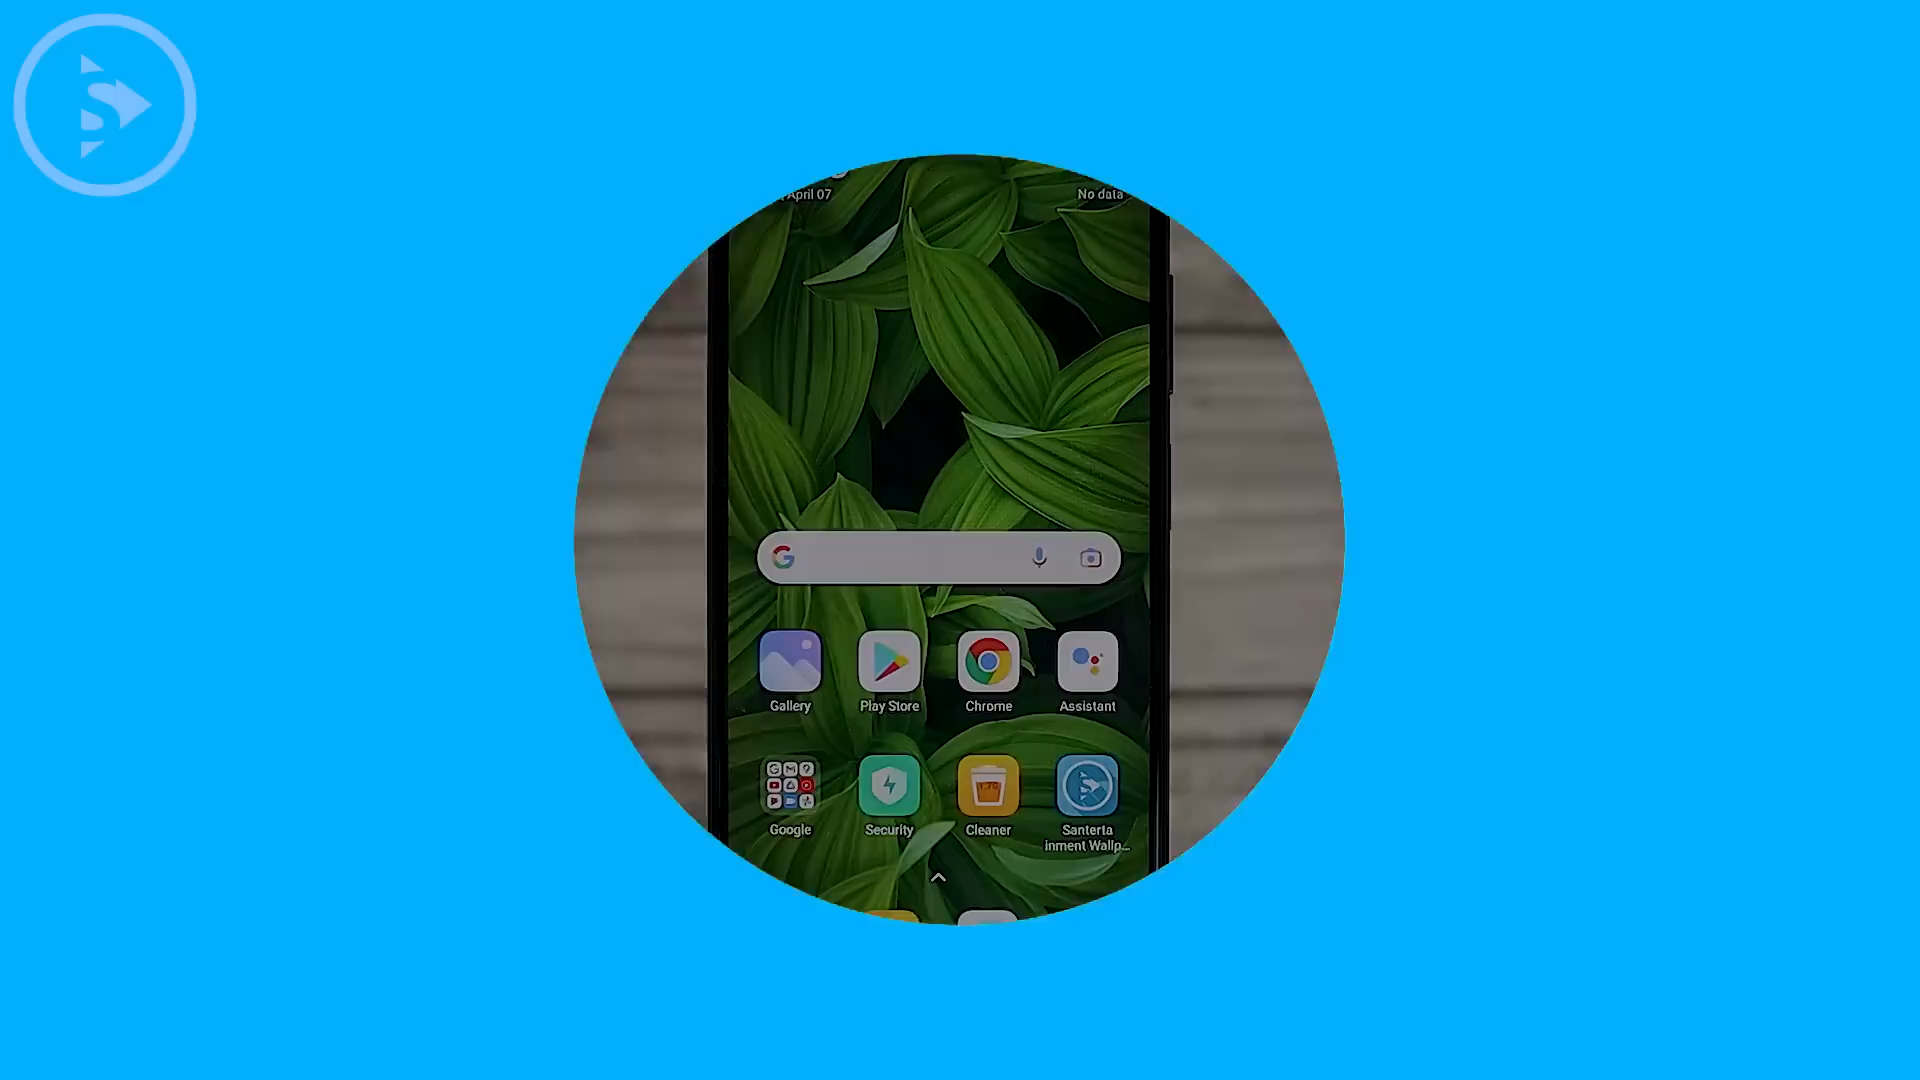 April 07
No data
Gallery
Play Store
Chrome
Assistant
Google
Security
Cleaner
Santerta
inment Wallp...